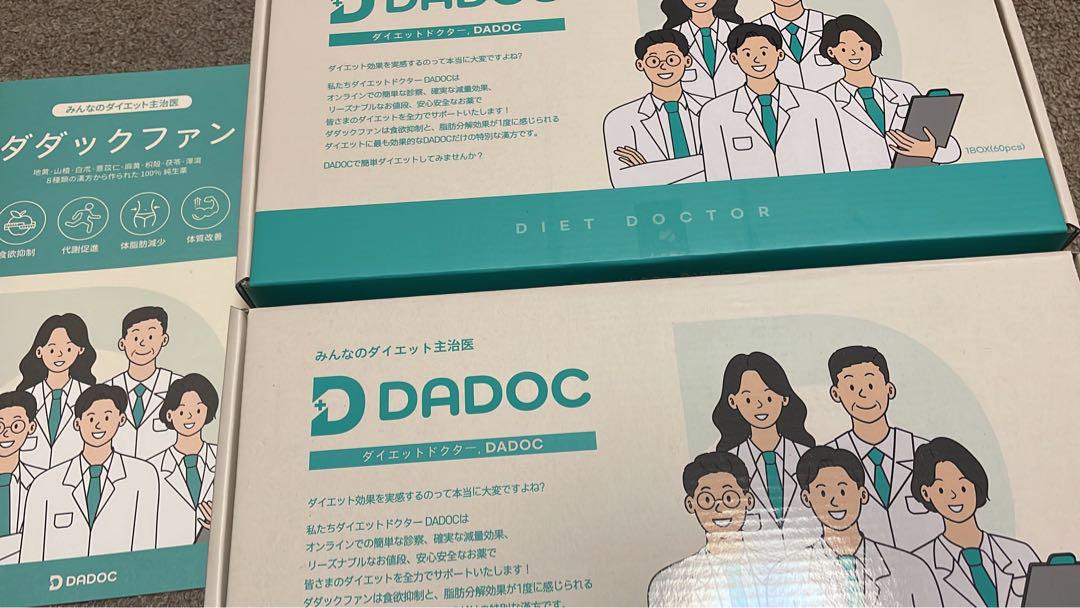 みんなのダイエット主治医
ダダックファン
地黄·山楂·白朮·薏苡仁·麻黄·枳殻·茯苓·澤瀉
8種類の漢方から作られた100% 純生薬
食欲抑制
代謝促進
体脂肪減少
体質改善
DADOC
DADOC
ダイエットドクター, DADOC
ダイエット効果を実感するのって本当に大変ですよね?
私たちダイエットドクター DADOCは
オンラインでの簡単な診察、確実な減量効果、
リーズナブルなお値段、安心安全なお薬で
皆さまのダイエットを全力でサポートいたします!
ダダックファンは食欲抑制と、脂肪分解効果が1度に感じられる
ダイエットに最も効果的なDADOCだけの特別な漢方です。
DADOCで簡単ダイエットしてみませんか?
1BOX(60pcs)
DIET DOCTOR
みんなのダイエット主治医
DADOC
ダイエットドクター, DADOC
ダイエット効果を実感するのって本当に大変ですよね?
私たちダイエットドクター DADOCは
オンラインでの簡単な診察、確実な減量効果、
リーズナブルなお値段、安心安全なお薬で
皆さまのダイエットを全力でサポートいたします!
ダダックファンは食欲抑制と、脂肪分解効果が1度に感じられる
の特別な漢方です。